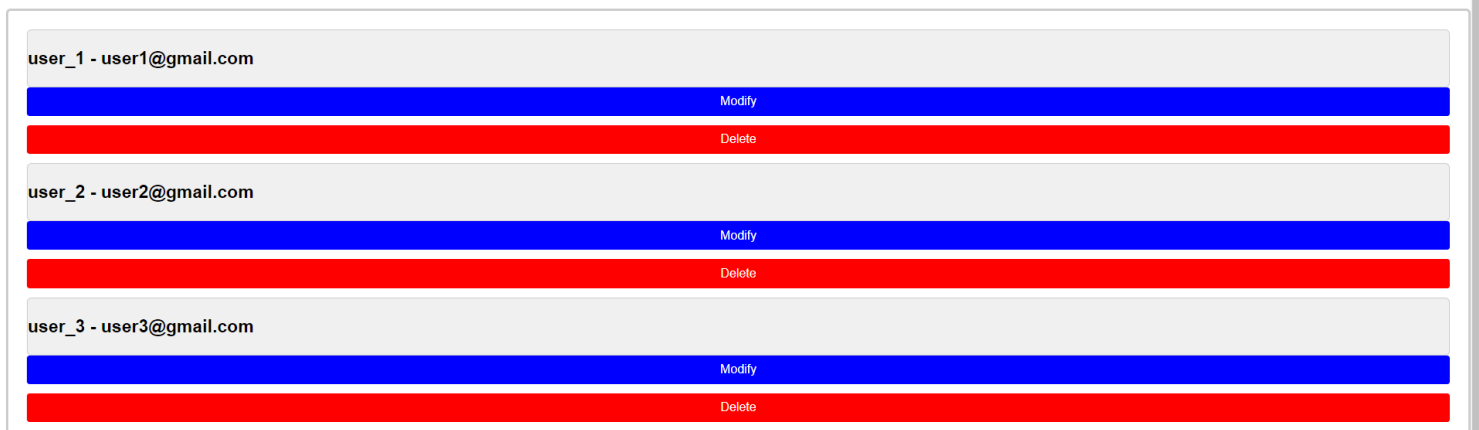 user_1 - user1@gmail.com
Modify
Delete
user_2 - user2@gmail.com
Modify
Delete
user_3 - user3@gmail.com
Modify
Delete